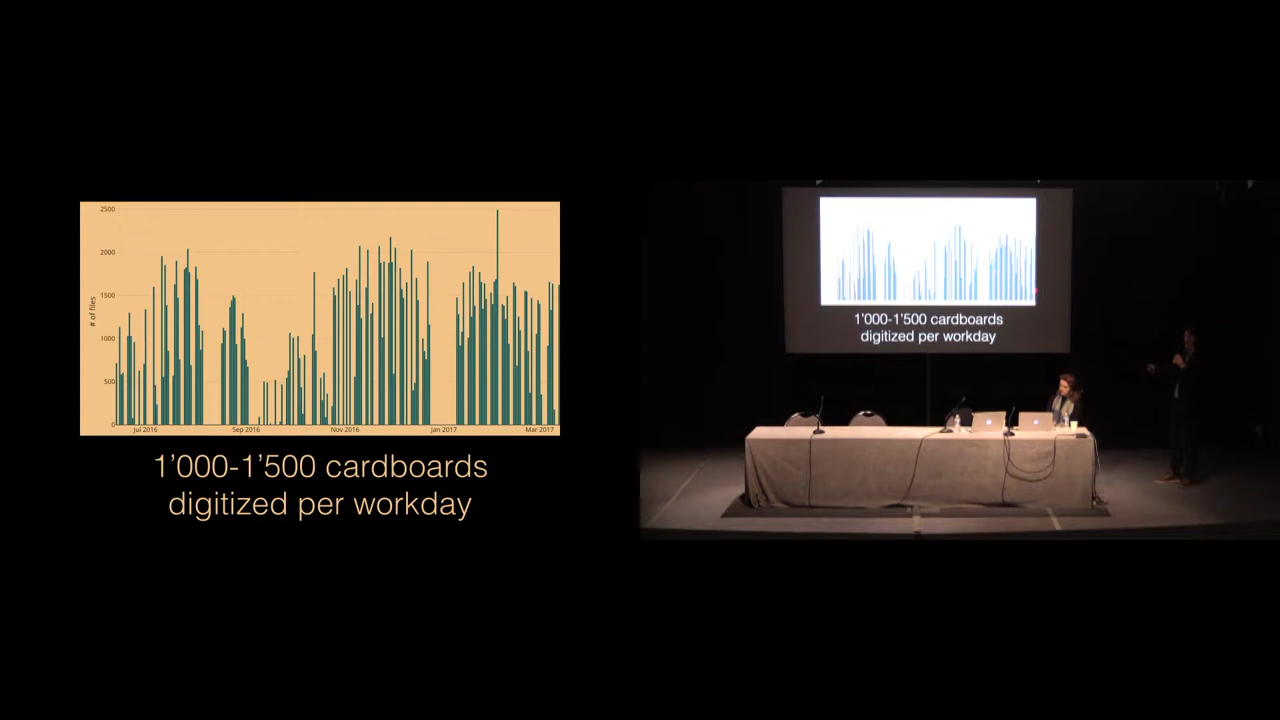 2500
2000
1500
1000
500
0
# of files
Jul 2016
Sep 2016
Nov 2016
Jan 2017
Mar 2017
1'000-1'500 cardboards
digitized per workday
1'000-1'500 cardboards
digitized per workday